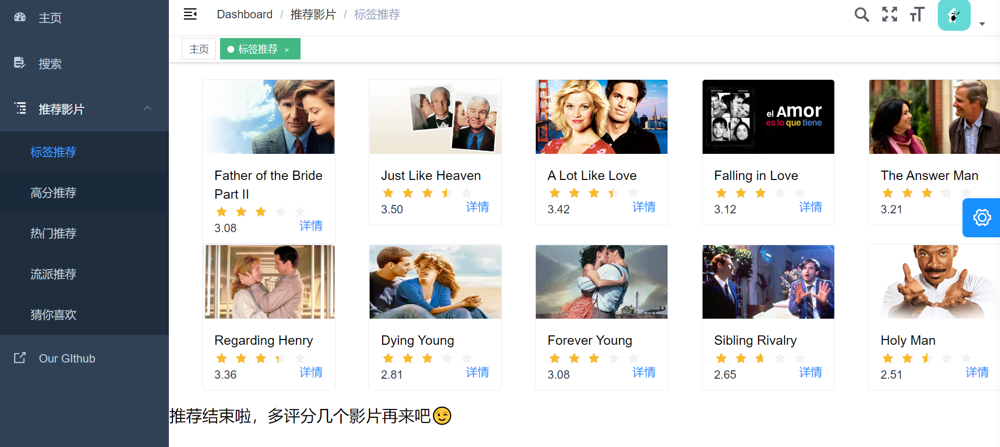 主页
搜索
推荐影片
标签推荐
高分推荐
热门推荐
流派推荐
猜你喜欢
Our GIthub
Dashboard / 推荐影片 / 标签推荐
主页
标签推荐 ×
el Amor
es lo que tiene
Father of the Bride
Part II
3.08
详情
Just Like Heaven
3.50
详情
A Lot Like Love
3.42
详情
Falling in Love
3.12
详情
The Answer Man
3.21
Regarding Henry
3.36
详情
Dying Young
2.81
详情
Forever Young
3.08
详情
Sibling Rivalry
2.65
详情
Holy Man
2.51
详情
推荐结束啦，多评分几个影片再来吧😉